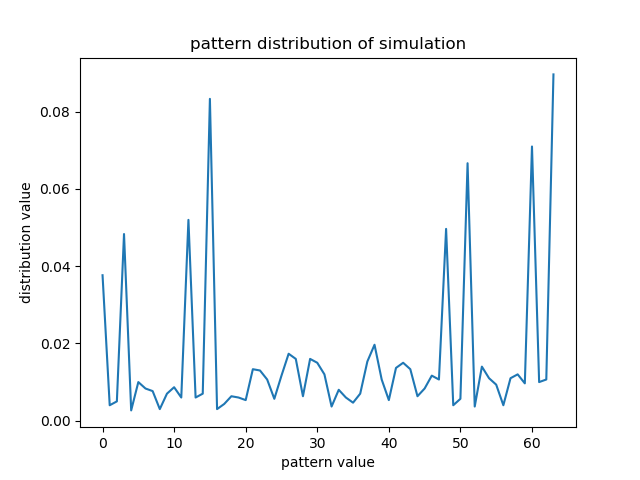 pattern distribution of simulation
0.08
0.06
0.04
0.02
0.00
distribution value
0 10 20 30 40 50 60
pattern value